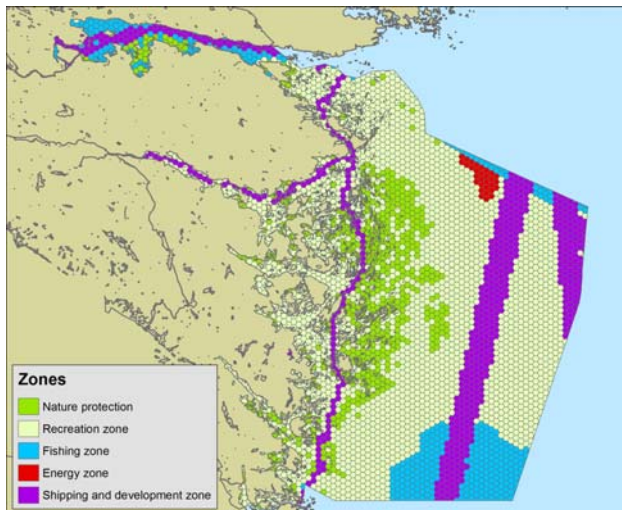 Zones
Nature protection
Recreation zone
Fishing zone
Energy zone
Shipping and development zone